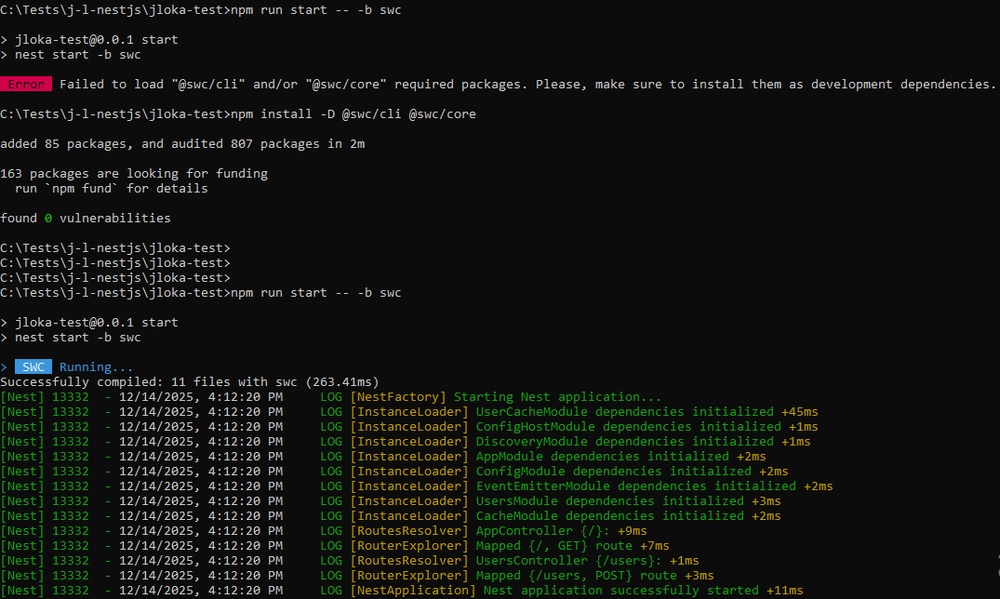 C:\Tests\j-l-nestjs\jloka-test>npm run start -- -b swc
> jloka-test@0.0.1 start
> nest start -b swc
Error Failed to load "@swc/cli" and/or "@swc/core" required packages. Please, make sure to install them as development dependencies.
C:\Tests\j-l-nestjs\jloka-test>npm install -D @swc/cli @swc/core
added 85 packages, and audited 807 packages in 2m
163 packages are looking for funding
run `npm fund` for details
found 0 vulnerabilities
C:\Tests\j-l-nestjs\jloka-test>
C:\Tests\j-l-nestjs\jloka-test>
C:\Tests\j-l-nestjs\jloka-test>
C:\Tests\j-l-nestjs\jloka-test>npm run start -- -b swc
> jloka-test@0.0.1 start
> nest start -b swc
> SWC Running...
Successfully compiled: 11 files with swc (263.41ms)
[Nest] 13332 - 12/14/2025, 4:12:20 PM LOG [NestFactory] Starting Nest application...
[Nest] 13332 - 12/14/2025, 4:12:20 PM LOG [InstanceLoader] UserCacheModule dependencies initialized +45ms
[Nest] 13332 - 12/14/2025, 4:12:20 PM LOG [InstanceLoader] ConfigHostModule dependencies initialized +1ms
[Nest] 13332 - 12/14/2025, 4:12:20 PM LOG [InstanceLoader] DiscoveryModule dependencies initialized +1ms
[Nest] 13332 - 12/14/2025, 4:12:20 PM LOG [InstanceLoader] AppModule dependencies initialized +2ms
[Nest] 13332 - 12/14/2025, 4:12:20 PM LOG [InstanceLoader] ConfigModule dependencies initialized +2ms
[Nest] 13332 - 12/14/2025, 4:12:20 PM LOG [InstanceLoader] EventEmitterModule dependencies initialized +2ms
[Nest] 13332 - 12/14/2025, 4:12:20 PM LOG [InstanceLoader] UsersModule dependencies initialized +3ms
[Nest] 13332 - 12/14/2025, 4:12:20 PM LOG [InstanceLoader] CacheModule dependencies initialized +2ms
[Nest] 13332 - 12/14/2025, 4:12:20 PM LOG [RoutesResolver] AppController {/}: +9ms
[Nest] 13332 - 12/14/2025, 4:12:20 PM LOG [RouterExplorer] Mapped {/, GET} route +7ms
[Nest] 13332 - 12/14/2025, 4:12:20 PM LOG [RoutesResolver] UsersController {/users}: +1ms
[Nest] 13332 - 12/14/2025, 4:12:20 PM LOG [RouterExplorer] Mapped {/users, POST} route +3ms
[Nest] 13332 - 12/14/2025, 4:12:20 PM LOG [NestApplication] Nest application successfully started +11ms